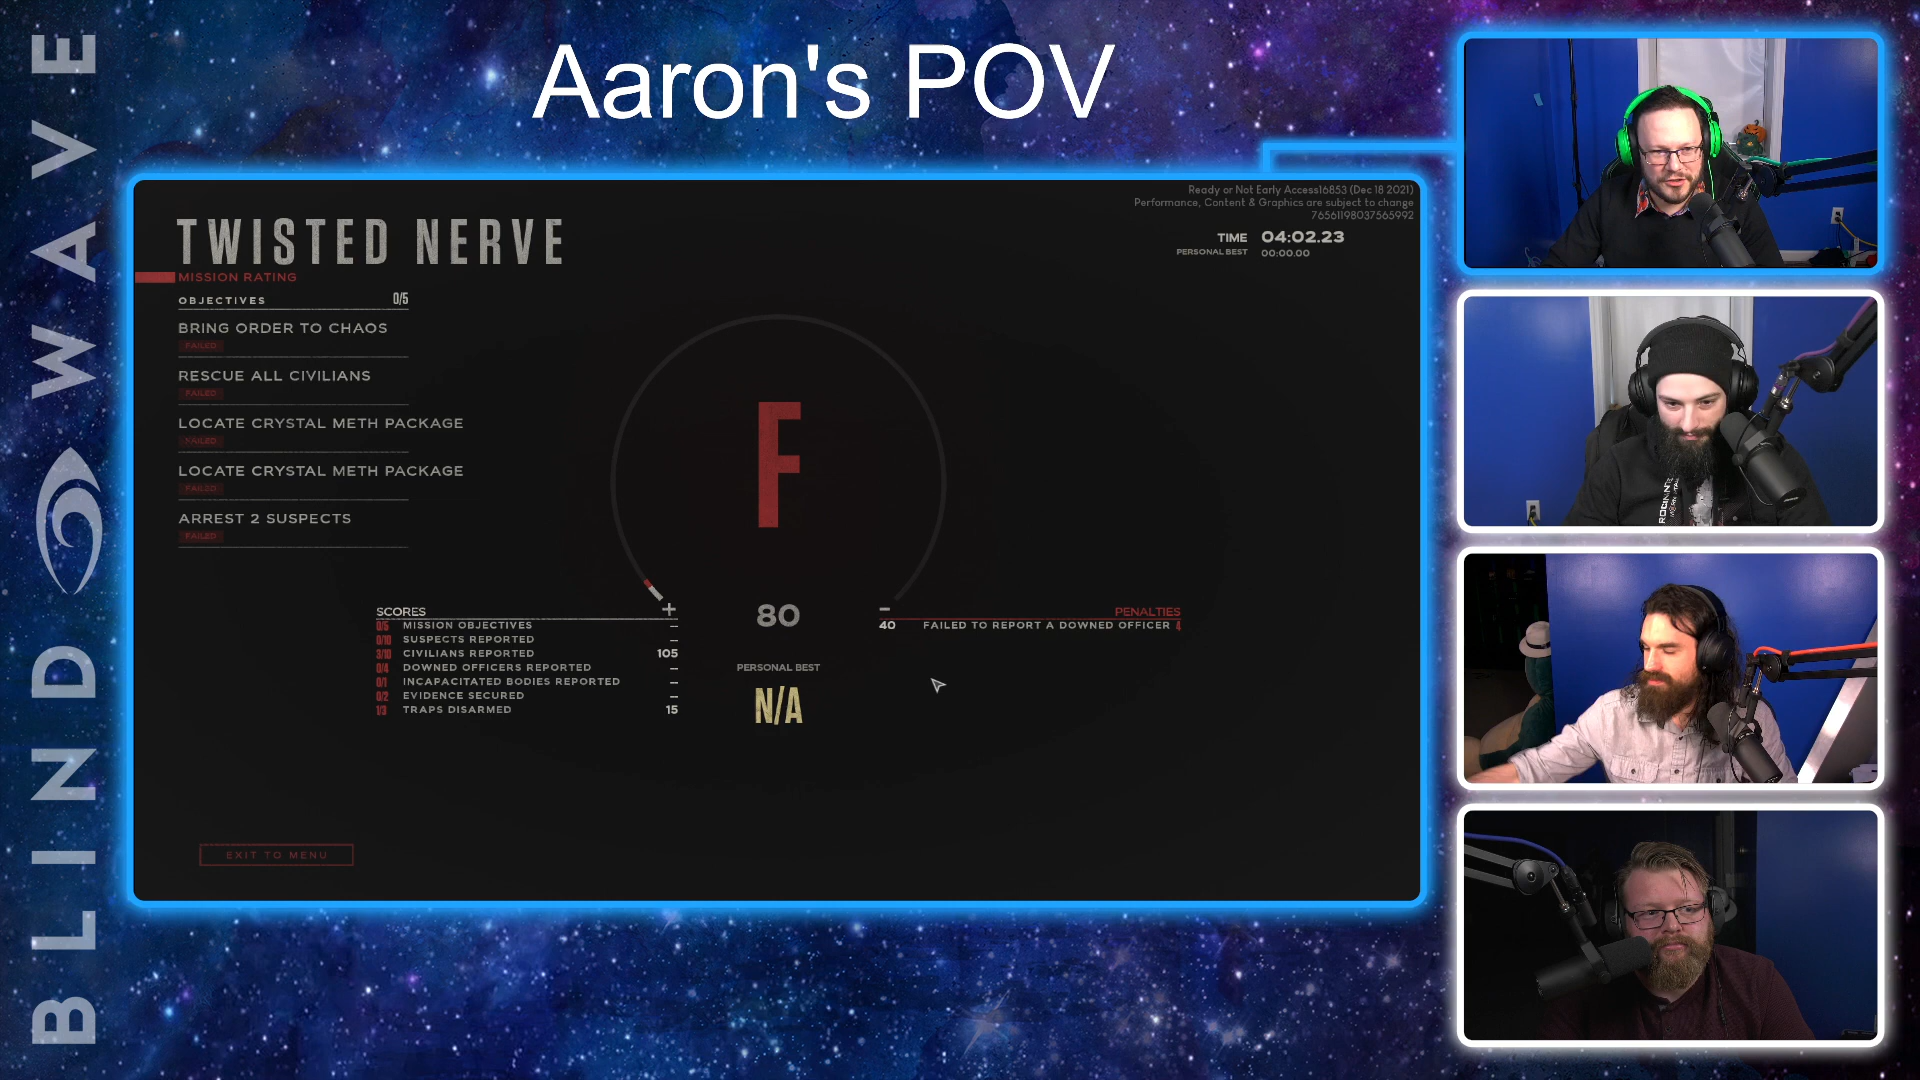 BLIND WAVE
Aaron's POV
Ready or Not Early Access16853 (Dec 18 2021)
Performance, Content & Graphics are subject to change
76561198037565992
TWISTED NERVE
TIME 04:02.23
PERSONAL BEST 00:00.00
MISSION RATING
OBJECTIVES 0/5
BRING ORDER TO CHAOS
FAILED
RESCUE ALL CIVILIANS
FAILED
LOCATE CRYSTAL METH PACKAGE
FAILED
LOCATE CRYSTAL METH PACKAGE
FAILED
ARREST 2 SUSPECTS
FAILED
F
80
PERSONAL BEST
N/A
SCORES +
0/5 MISSION OBJECTIVES –
0/10 SUSPECTS REPORTED –
3/10 CIVILIANS REPORTED 105
0/4 DOWNED OFFICERS REPORTED –
0/1 INCAPACITATED BODIES REPORTED –
0/2 EVIDENCE SECURED –
1/3 TRAPS DISARMED 15
– PENALTIES
40 FAILED TO REPORT A DOWNED OFFICER 4
EXIT TO MENU